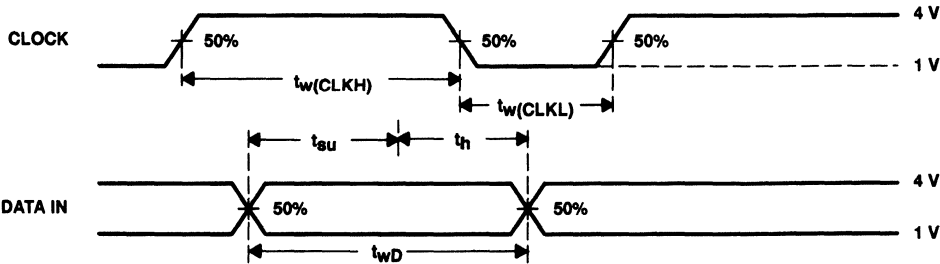 4 V
CLOCK 50% 50% 50%
1 V
tw(CLKH)
tw(CLKL)
tsu th
4 V
DATA IN 50% 50%
1 V
twD